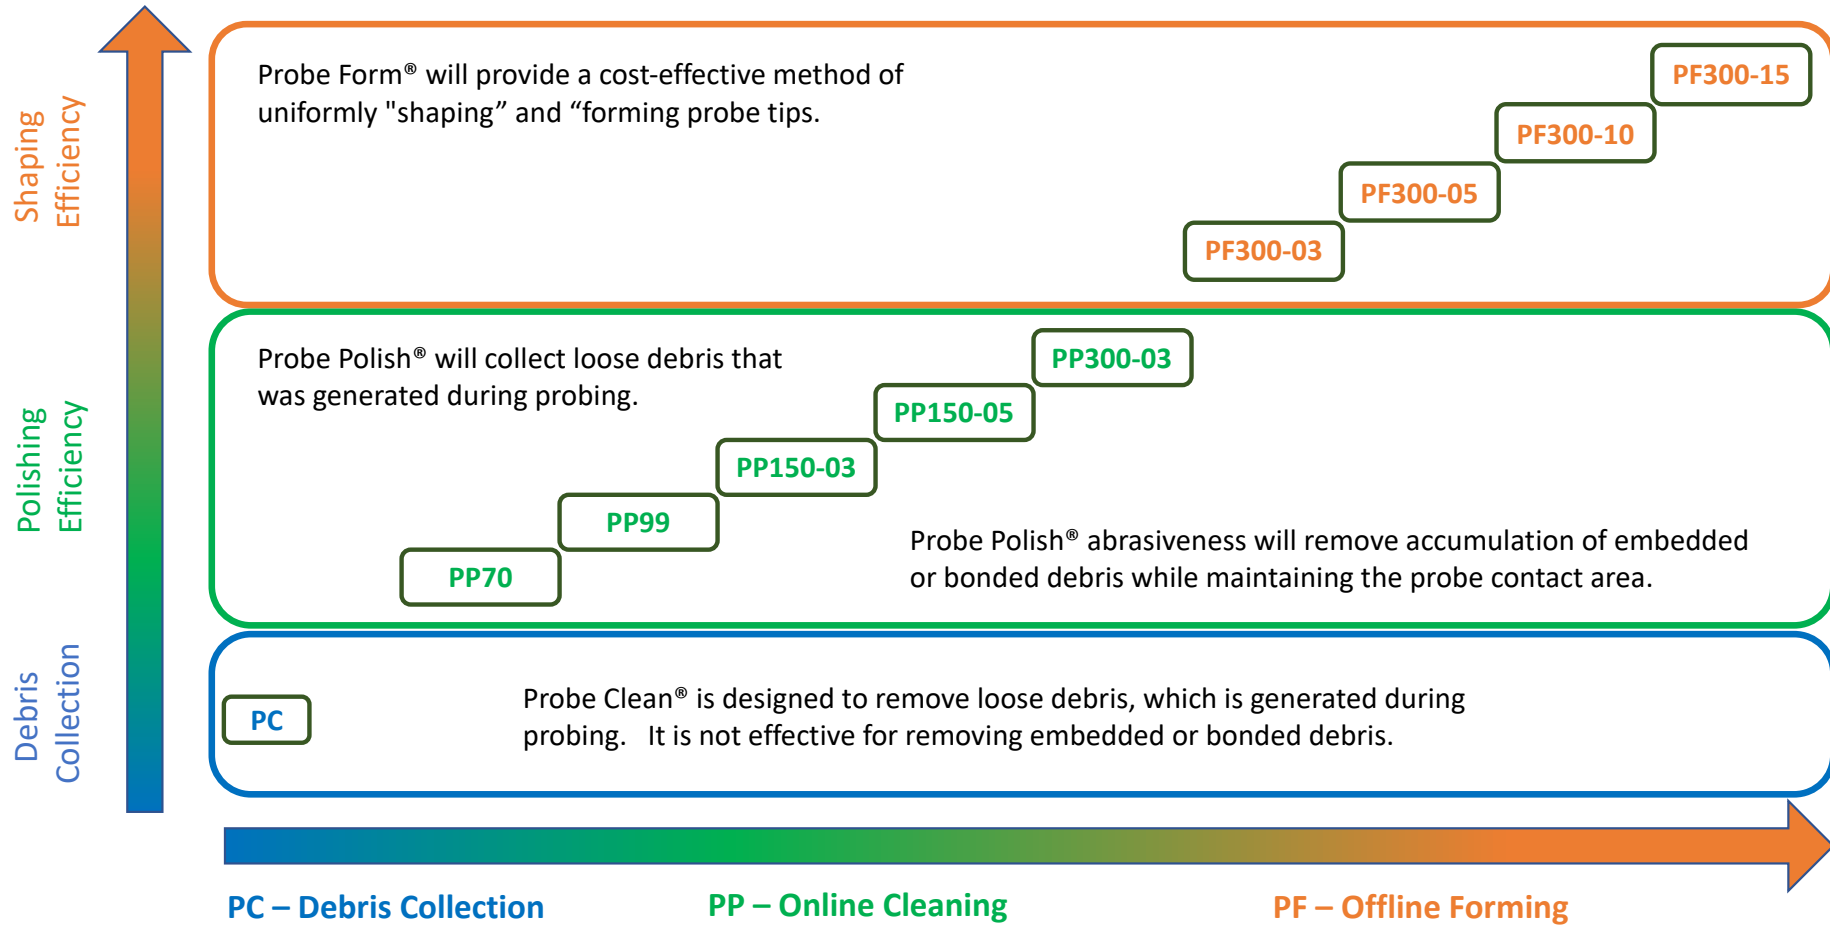 Shaping
Efficiency
Probe Form® will provide a cost-effective method of
uniformly "shaping” and “forming probe tips.
PF300-15
PF300-10
PF300-05
PF300-03
Polishing
Efficiency
Probe Polish® will collect loose debris that
was generated during probing.
PP300-03
PP150-05
PP150-03
PP99
PP70
Probe Polish® abrasiveness will remove accumulation of embedded
or bonded debris while maintaining the probe contact area.
Debris
Collection
PC
Probe Clean® is designed to remove loose debris, which is generated during
probing.   It is not effective for removing embedded or bonded debris.
PC – Debris Collection
PP – Online Cleaning
PF – Offline Forming